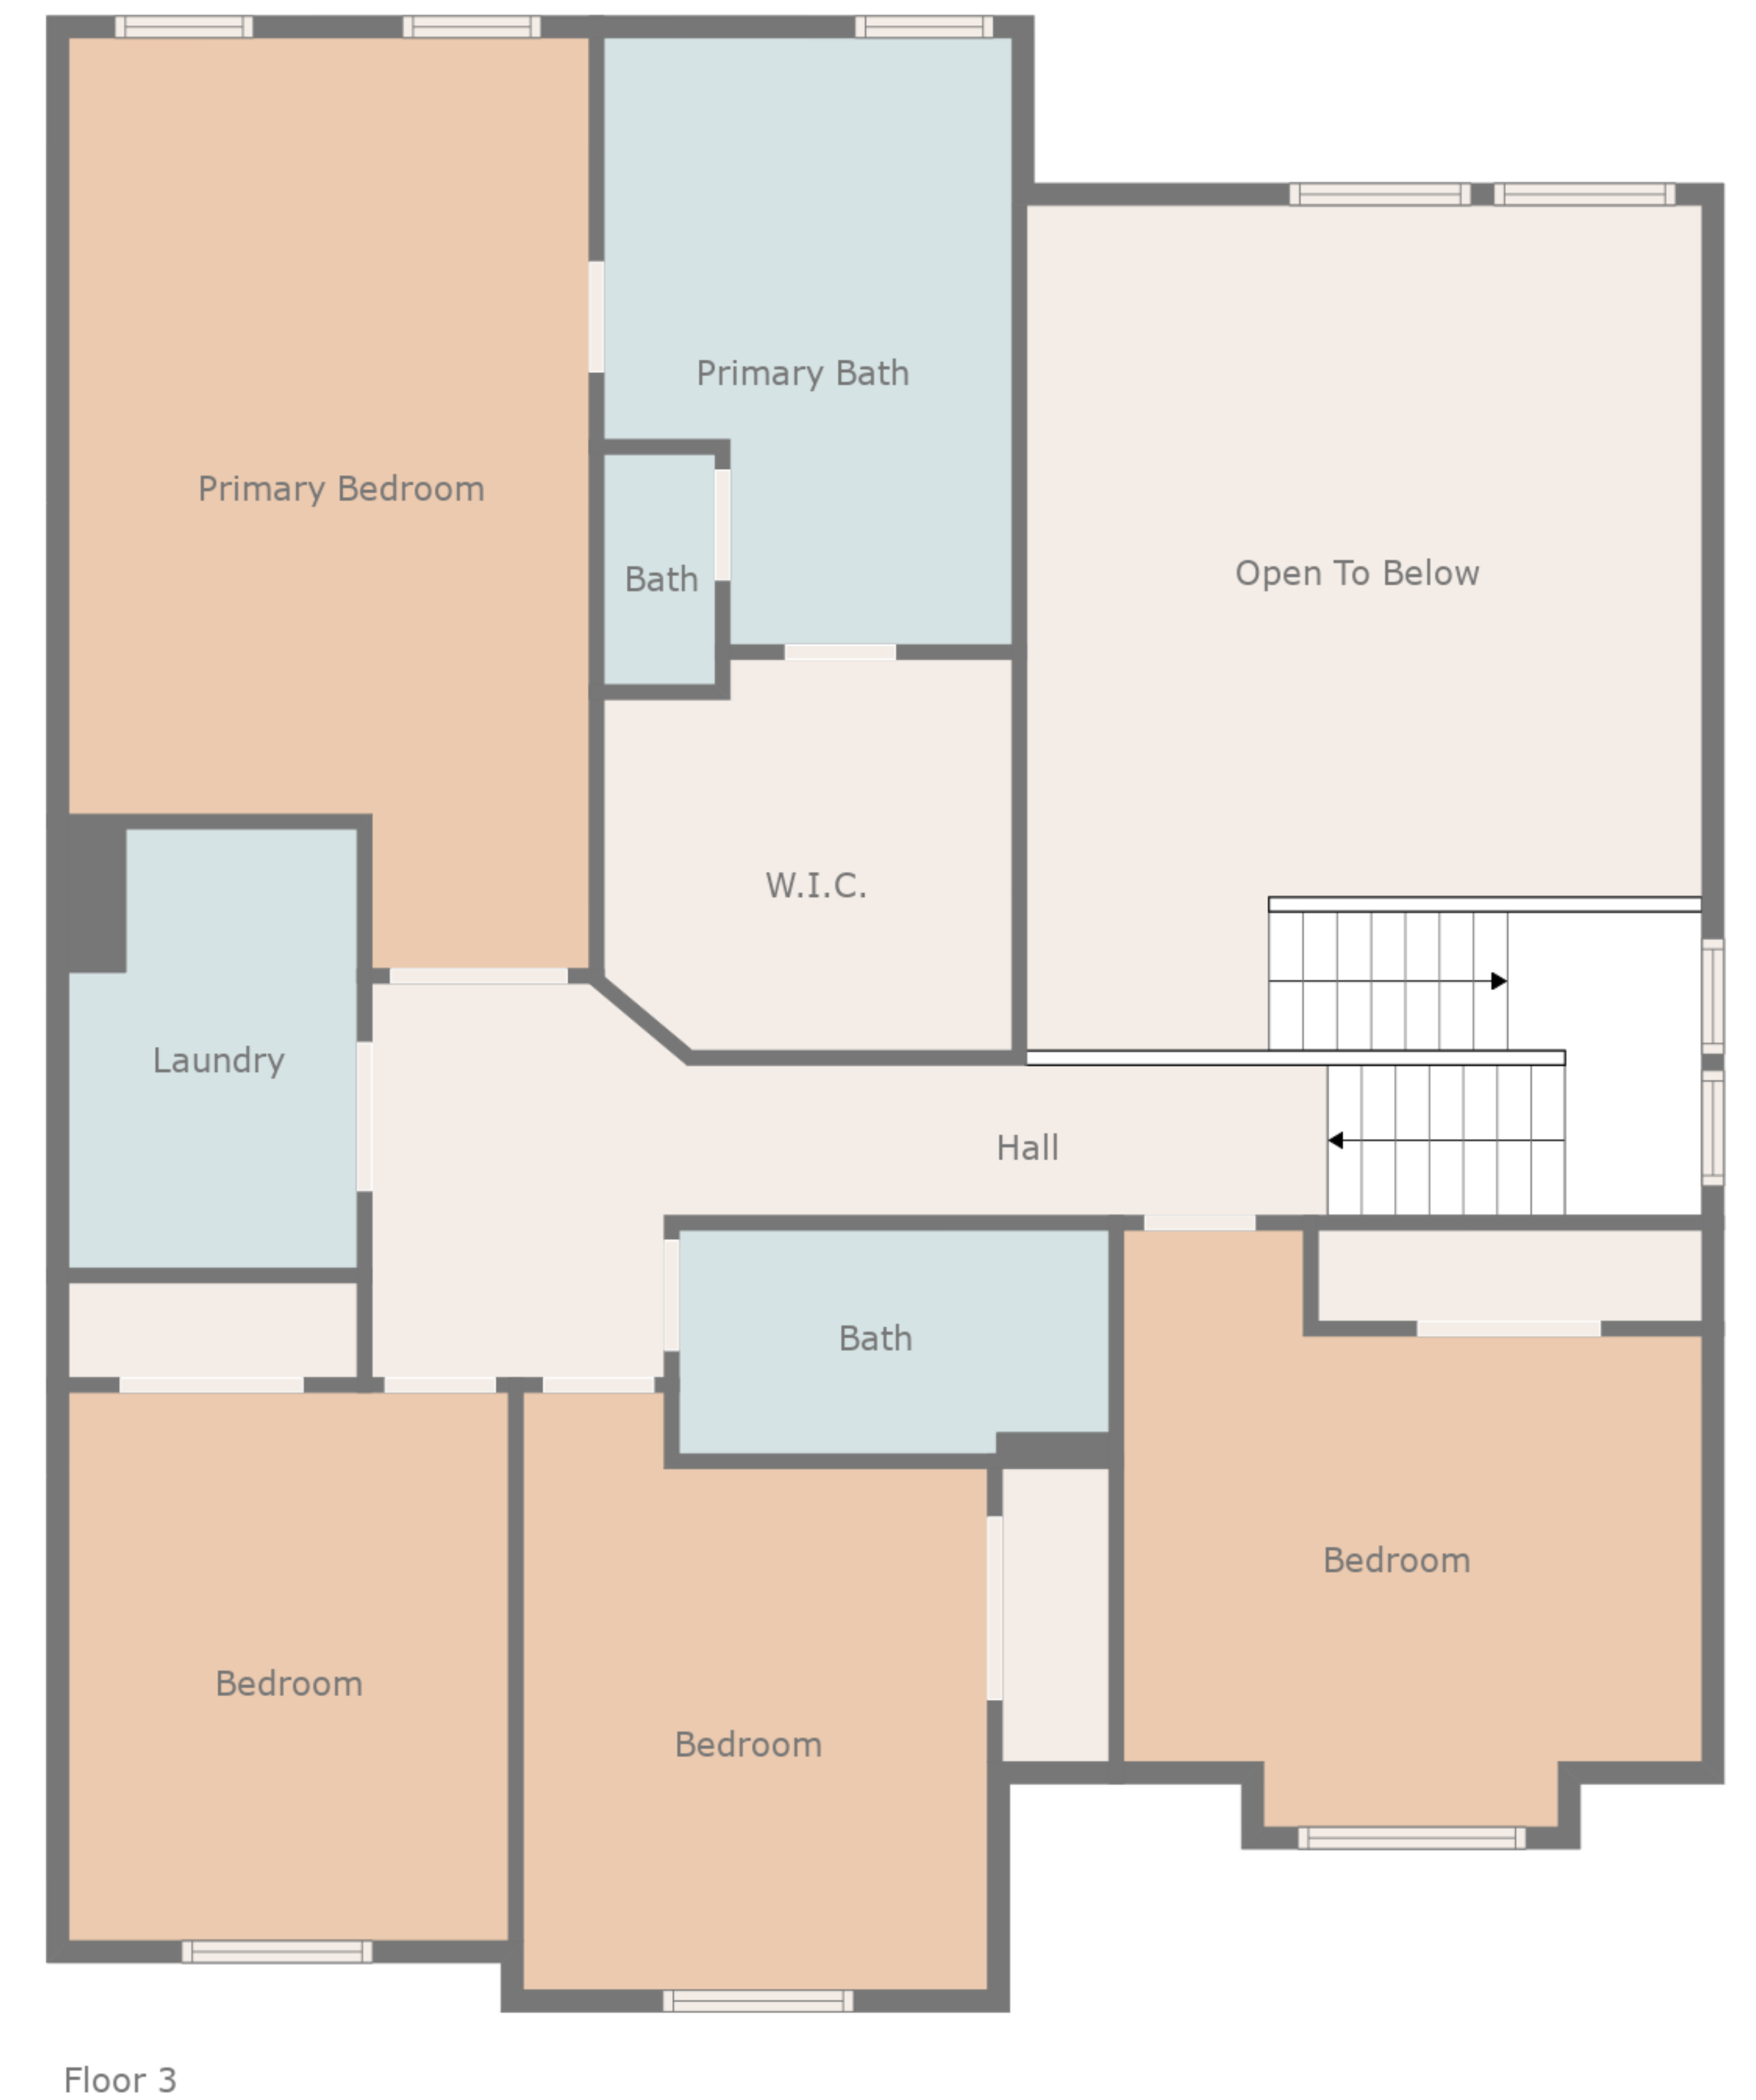 Primary Bath
Primary Bedroom
Open To Below
Bath
W.I.C.
Laundry
Hall
Bath
Bedroom
Bedroom
Bedroom
Floor 3